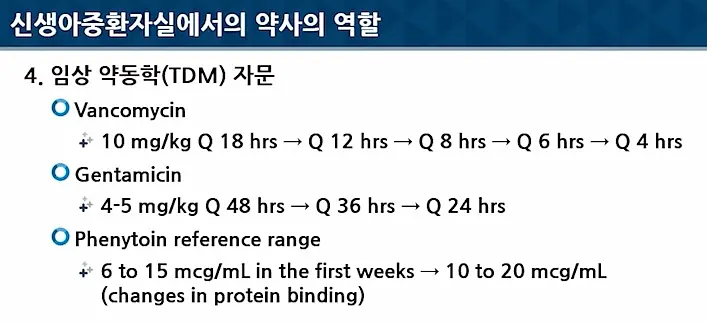 신생아중환자실에서의 약사의 역할
4. 임상 약동학(TDM) 자문
Vancomycin
10 mg/kg Q 18 hrs → Q 12 hrs → Q 8 hrs → Q 6 hrs → Q 4 hrs
Gentamicin
4-5 mg/kg Q 48 hrs → Q 36 hrs → Q 24 hrs
Phenytoin reference range
6 to 15 mcg/mL in the first weeks → 10 to 20 mcg/mL
(changes in protein binding)